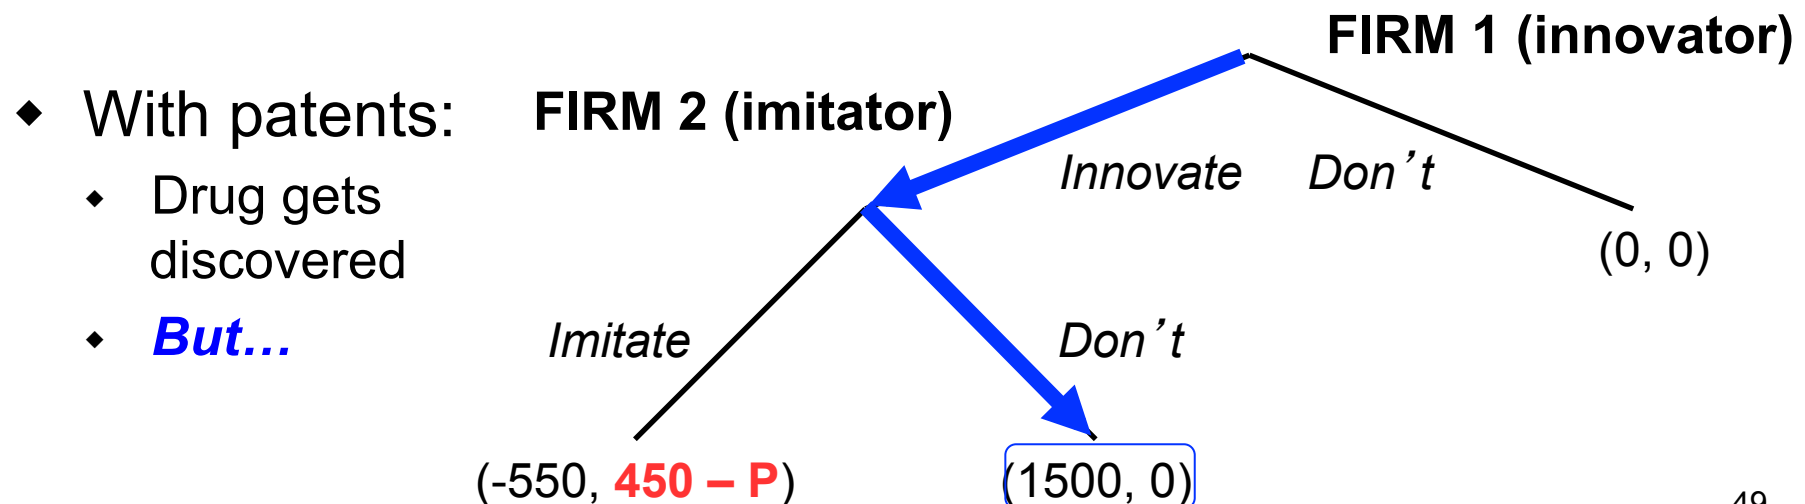 FIRM 1 (innovator)
◆ With patents:
FIRM 2 (imitator)
Innovate
Don’t
◆ Drug gets
discovered
(0, 0)
◆ But…
Imitate
Don’t
(-550, 450 – P)
(1500, 0)